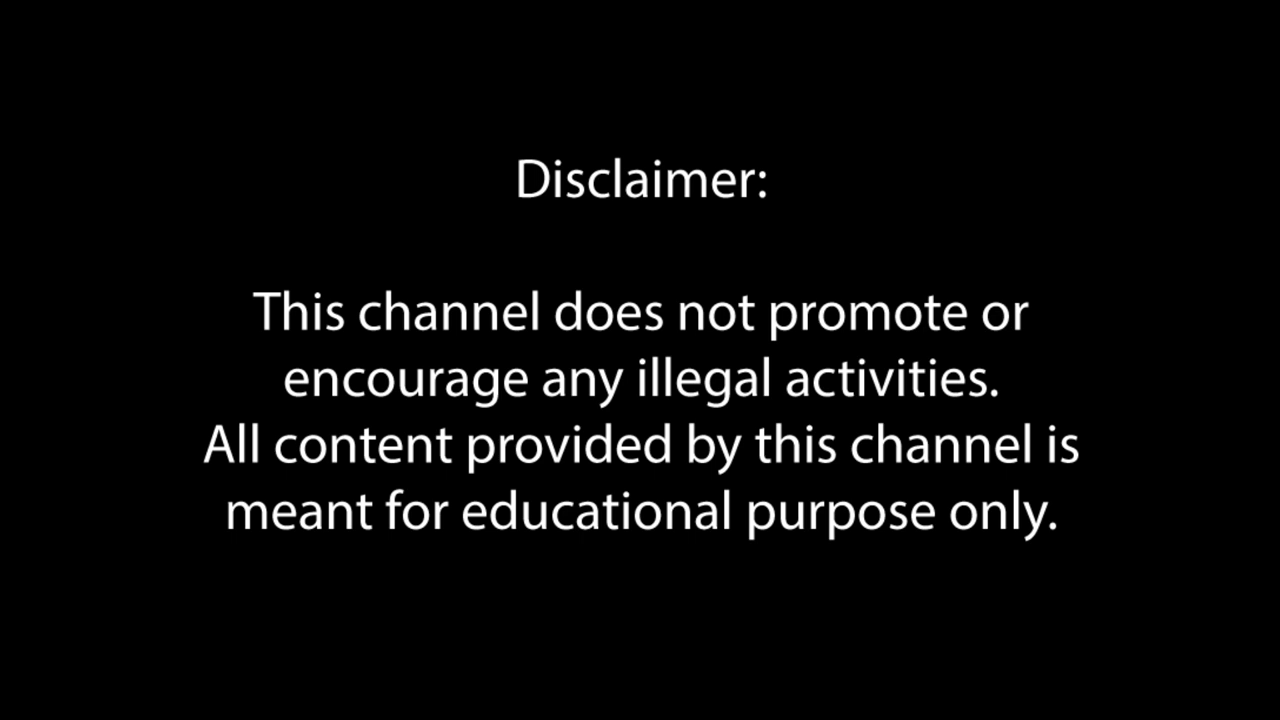 Disclaimer:
This channel does not promote or
encourage any illegal activities.
All content provided by this channel is
meant for educational purpose only.